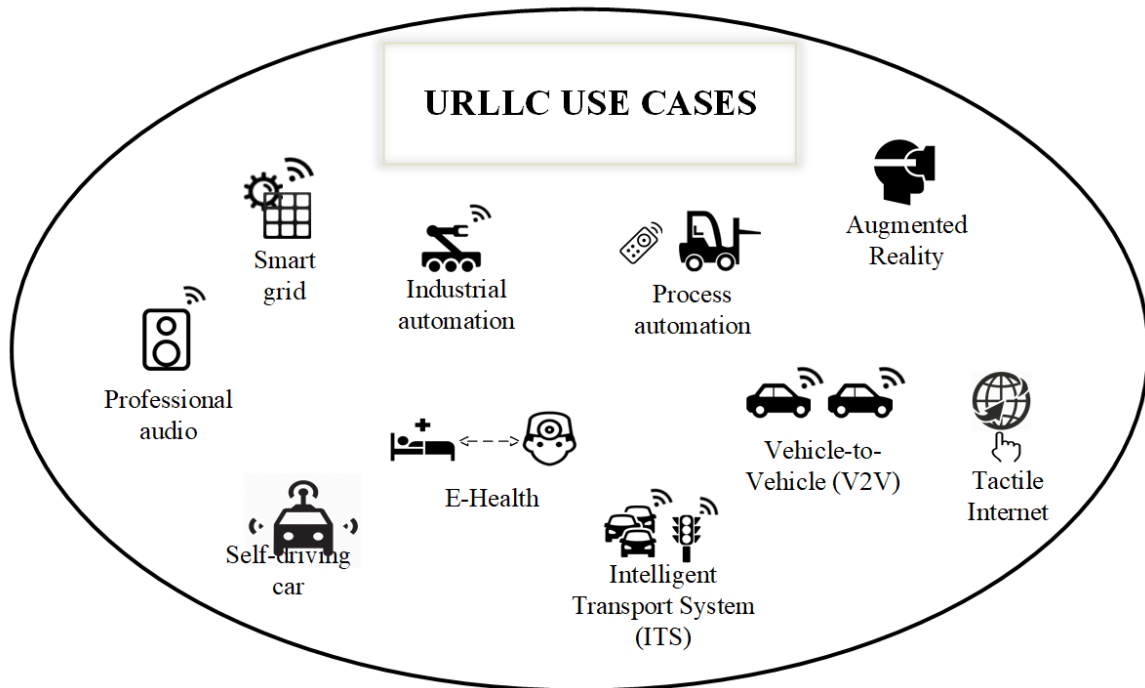 URLLC USE CASES
Augmented
Reality
Smart
grid
Industrial
automation
Process
automation
Professional
audio
E-Health
Vehicle-to-
Vehicle (V2V)
Tactile
Internet
Self-driving
car
Intelligent
Transport System
(ITS)